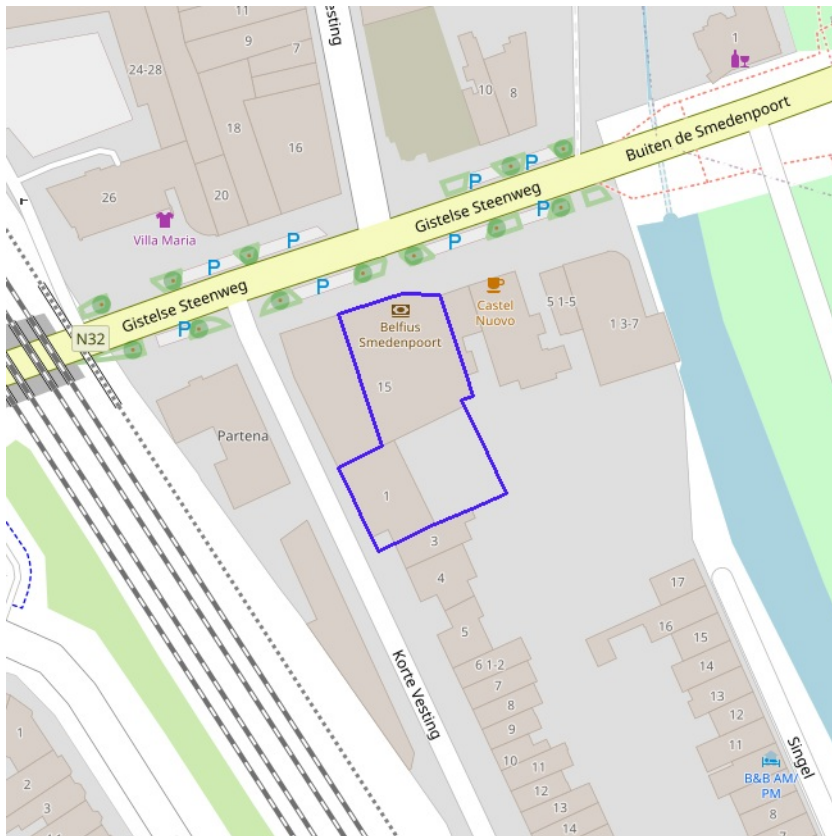 11
9
7
24-28
Vesting
1
10
8
18
16
26
20
Villa Maria
P
P
P
P
P
P
P
Buiten de Smedenpoort
Gistelse Steenweg
Gistelse Steenweg
N32
Belfius
Smedenpoort
Castel
Nuovo
5 1-5
1 3-7
15
Partena
1
3
4
5
6 1-2
7
8
9
10
11
12
13
14
Korte Vesting
17
16
15
14
13
12
11
Singel
B&B AM/
PM
8
7
1
2
3